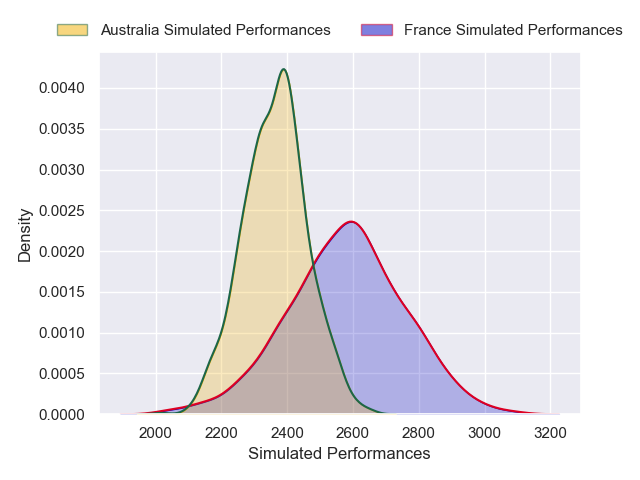 Australia Simulated Performances France Simulated Performances
0.0040
0.0035
0.0030
0.0025
0.0020
0.0015
0.0010
0.0005
0.0000
Density
2000 2200 2400 2600 2800 3000 3200
Simulated Performances